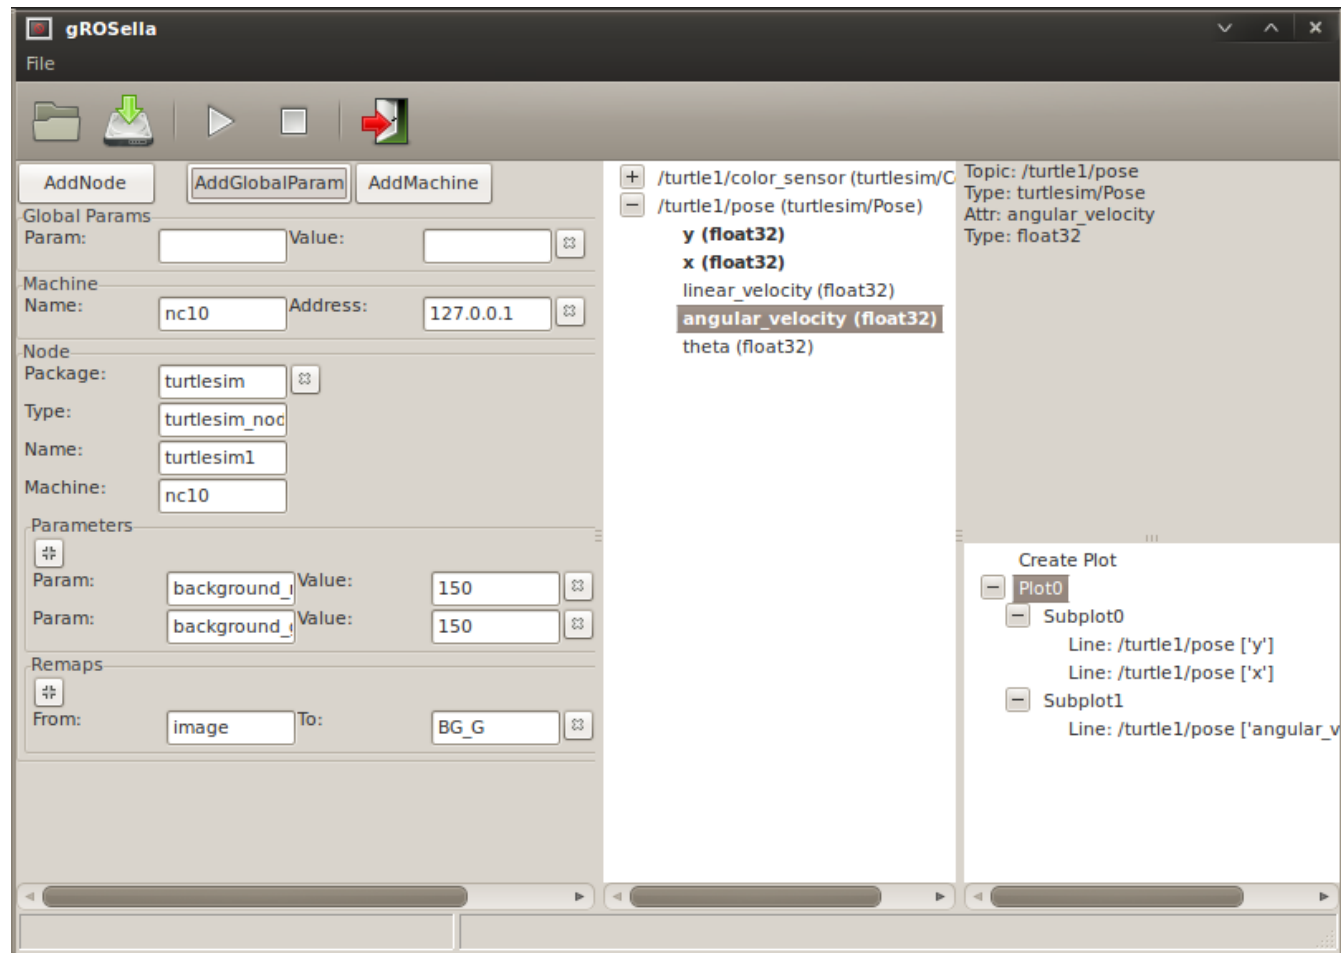 gROSella
File
AddNode
AddGlobalParam
AddMachine
Global Params
Param:
Value:
Machine
Name: nc10
Address: 127.0.0.1
Node
Package: turtlesim
Type: turtlesim_nod
Name: turtlesim1
Machine: nc10
Parameters
Param: background_
Value: 150
Param: background_
Value: 150
Remaps
From: image
To: BG_G
/turtle1/color_sensor (turtlesim/C
/turtle1/pose (turtlesim/Pose)
y (float32)
x (float32)
linear_velocity (float32)
angular_velocity (float32)
theta (float32)
Topic: /turtle1/pose
Type: turtlesim/Pose
Attr: angular_velocity
Type: float32
Create Plot
Plot0
Subplot0
Line: /turtle1/pose ['y']
Line: /turtle1/pose ['x']
Subplot1
Line: /turtle1/pose ['angular_v